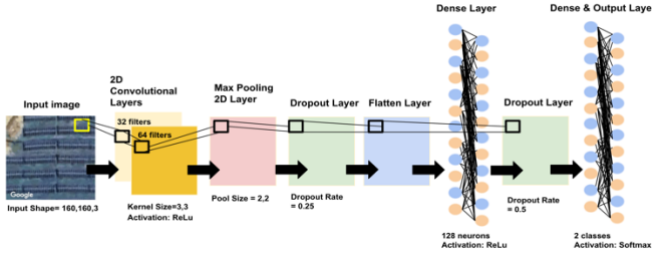 Input image
Google
Input Shape= 160,160,3
2D
Convolutional
Layers
32 filters
64 filters
Kernel Size=3,3
Activation: ReLu
Max Pooling
2D Layer
Pool Size = 2,2
Dropout Layer
Dropout Rate
= 0.25
Flatten Layer
Dense Layer
128 neurons
Activation: ReLu
Dropout Layer
Dropout Rate
= 0.5
Dense & Output Laye
2 classes
Activation: Softmax